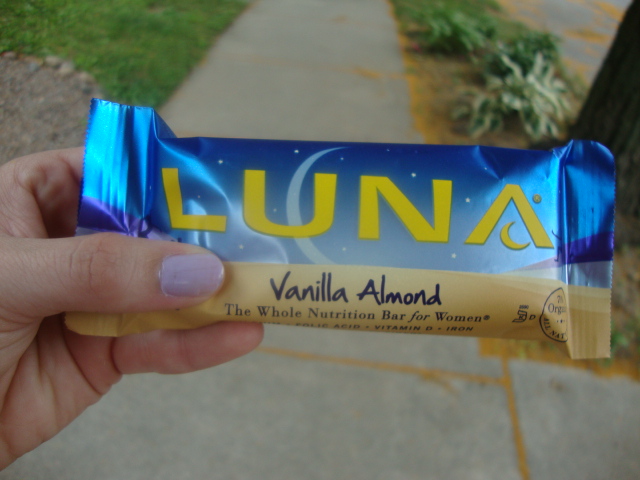 LUNA
Vanilla Almond
The Whole Nutrition Bar for Women®
FOLIC ACID • VITAMIN D • IRON
D